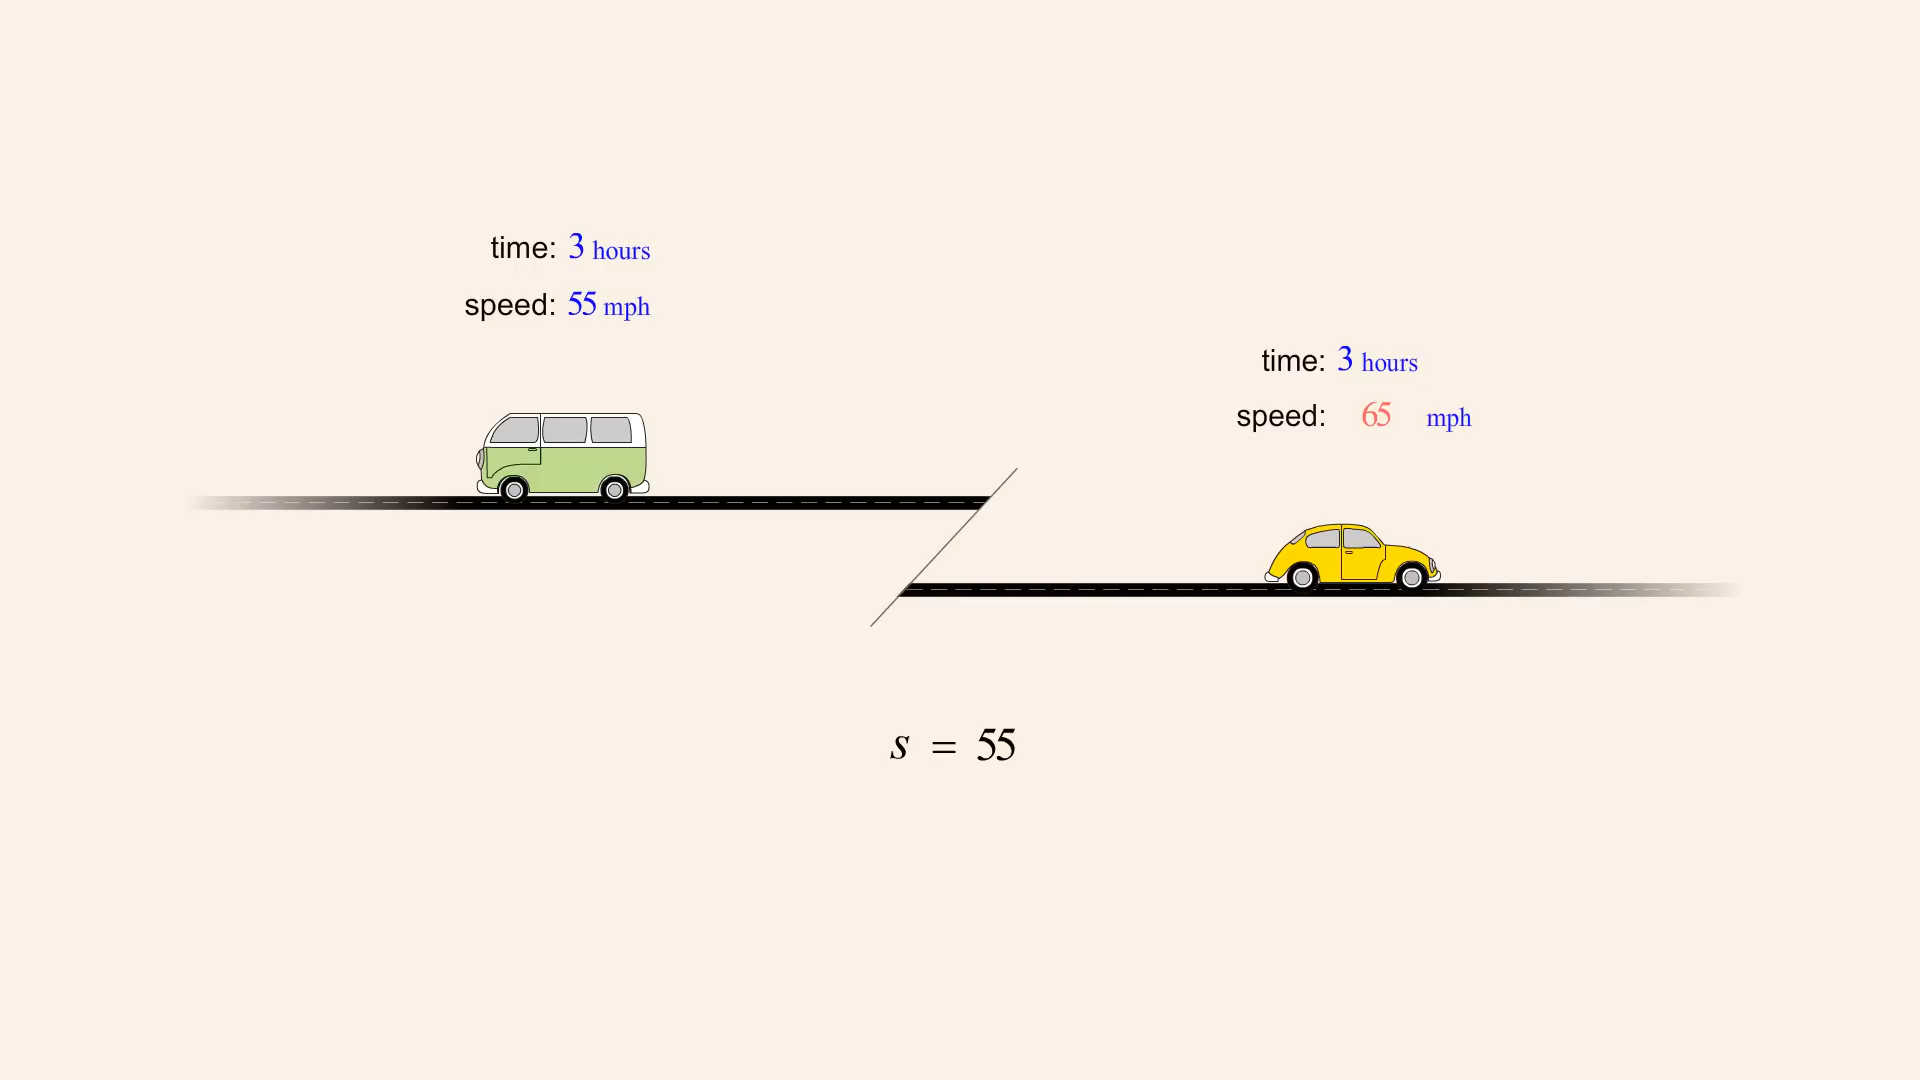 time: 3 hours
speed: 55 mph
time: 3 hours
speed: 65 mph
s = 55